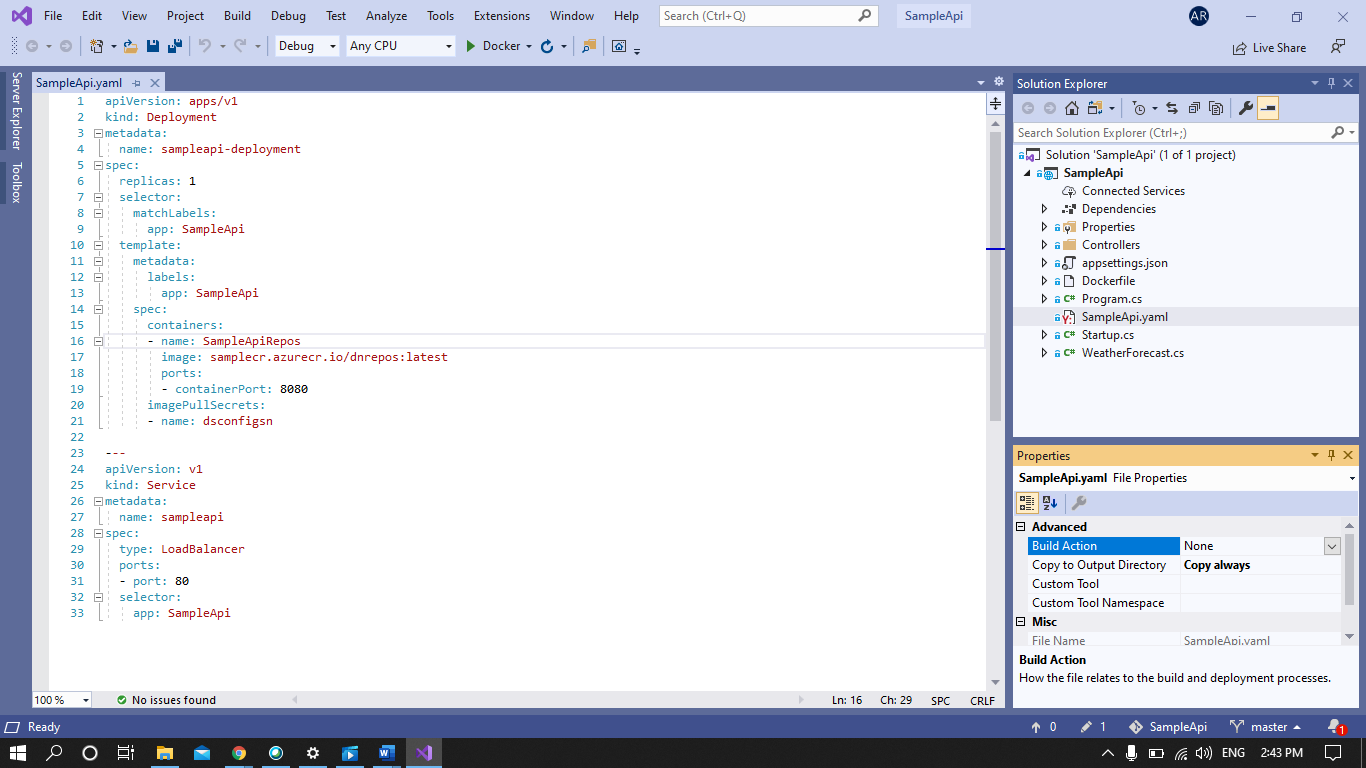 File Edit View Project Build Debug Test Analyze Tools Extensions Window Help Search (Ctrl+Q) SampleApi AR
Debug Any CPU Docker Live Share
Server Explorer
Toolbox
SampleApi.yaml
1 apiVersion: apps/v1
2 kind: Deployment
3 metadata:
4 name: sampleapi-deployment
5 spec:
6 replicas: 1
7 selector:
8 matchLabels:
9 app: SampleApi
10 template:
11 metadata:
12 labels:
13 app: SampleApi
14 spec:
15 containers:
16 - name: SampleApiRepos
17 image: samplecr.azurecr.io/dnrepos:latest
18 ports:
19 - containerPort: 8080
20 imagePullSecrets:
21 - name: dsconfigsn
22
23 ---
24 apiVersion: v1
25 kind: Service
26 metadata:
27 name: sampleapi
28 spec:
29 type: LoadBalancer
30 ports:
31 - port: 80
32 selector:
33 app: SampleApi
100 % No issues found Ln: 16 Ch: 29 SPC CRLF
Solution Explorer
Search Solution Explorer (Ctrl+;)
Solution 'SampleApi' (1 of 1 project)
SampleApi
Connected Services
Dependencies
Properties
Controllers
appsettings.json
Dockerfile
C# Program.cs
SampleApi.yaml
C# Startup.cs
C# WeatherForecast.cs
Properties
SampleApi.yaml File Properties
Advanced
Build Action None
Copy to Output Directory Copy always
Custom Tool
Custom Tool Namespace
Misc
File Name SampleApi.yaml
Build Action
How the file relates to the build and deployment processes.
Ready 0 1 SampleApi master 1
ENG 2:43 PM